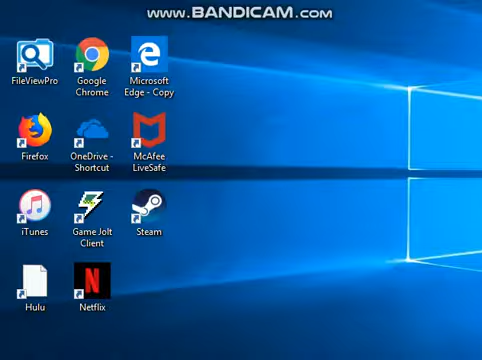 www.BANDICAM.com
FileViewPro
Google
Chrome
Microsoft
Edge - Copy
Firefox
OneDrive -
Shortcut
McAfee
LiveSafe
iTunes
Game Jolt
Client
Steam
Hulu
Netflix